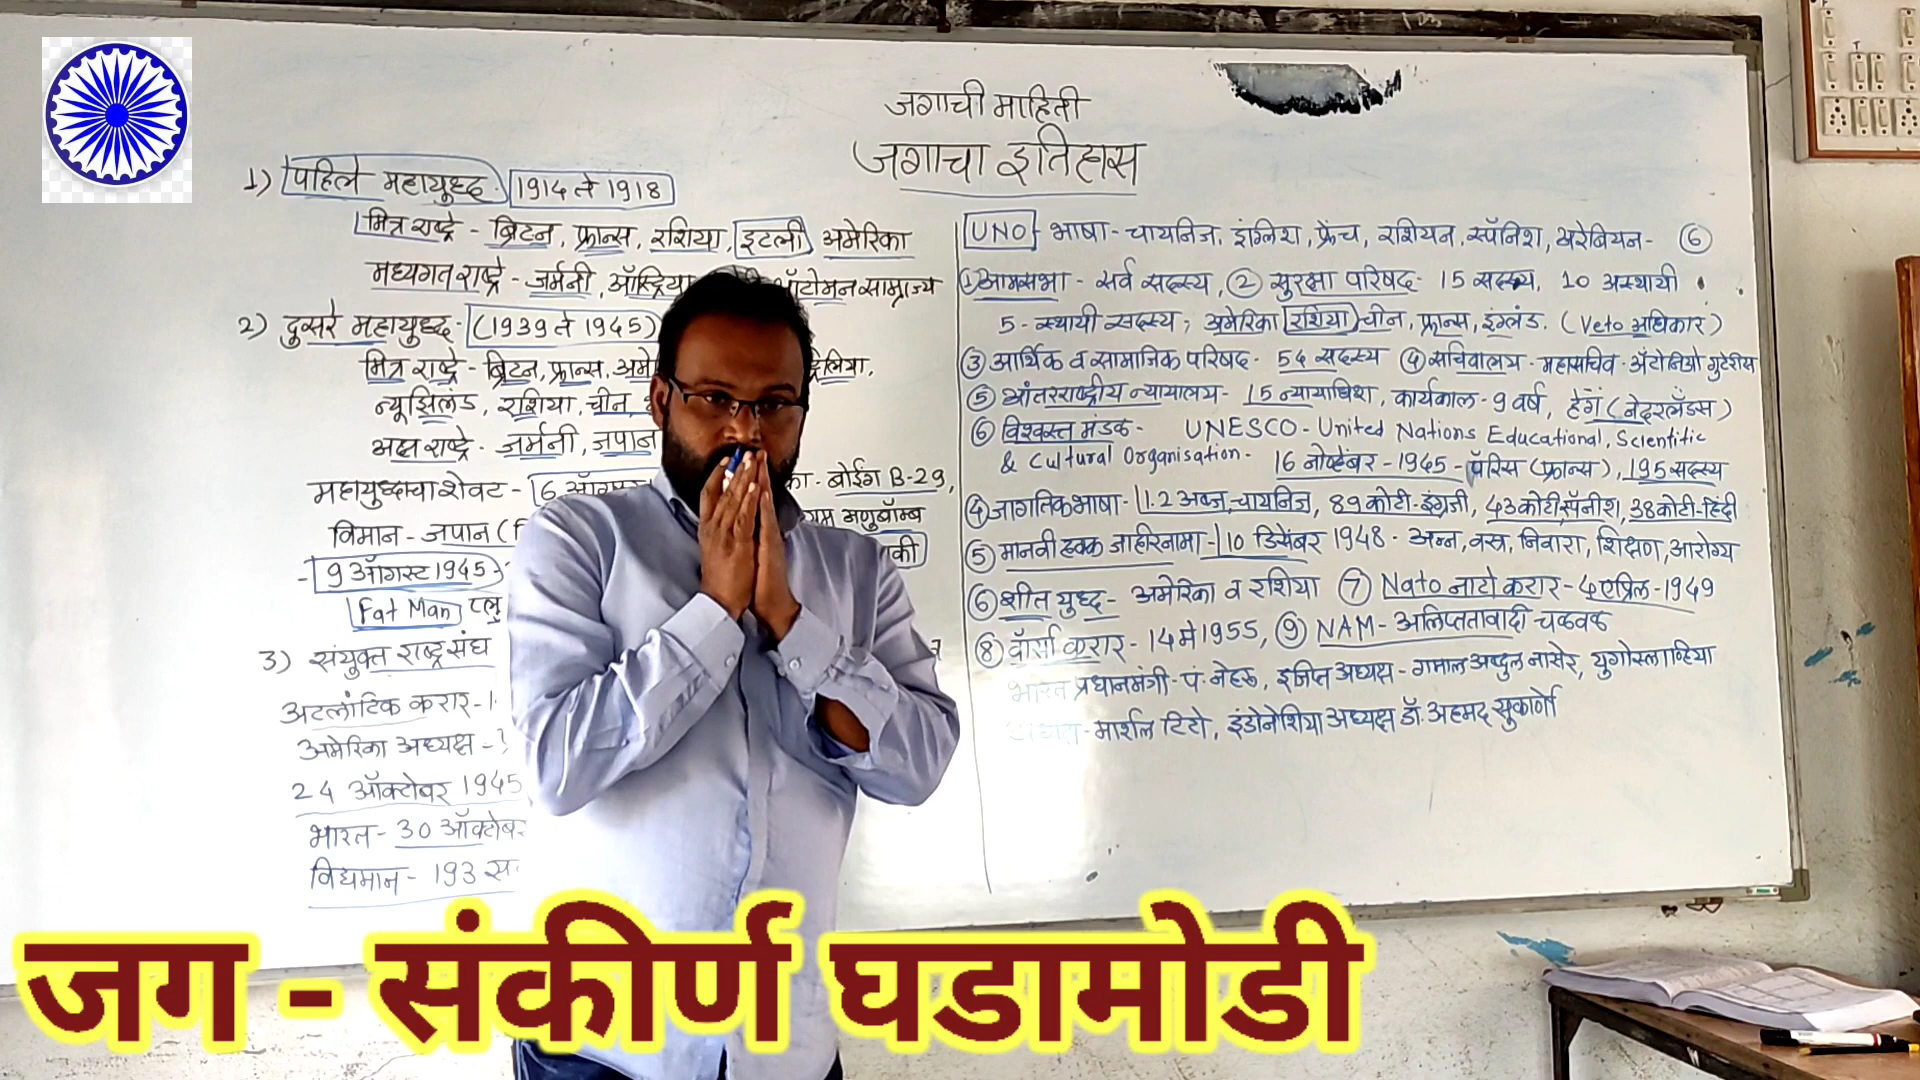 जगाची माहिती
जगाचा इतिहास
1) पहिले महायुध्द. 1914 ते 1918
मित्र राष्ट्रे - ब्रिटन, फ्रान्स, रशिया, इटली अमेरिका
मध्यगत राष्ट्रे - जर्मनी, ऑस्ट्रिया ऑटोमन साम्राज्य
2) दुसरे महायुध्द - (1939 ते 1945)
मित्र राष्ट्रे - ब्रिटन, फ्रान्स,
न्यूझिलंड, रशिया, चीन,
अक्ष राष्ट्रे - जर्मनी, जपान
महायुध्दाचा शेवट - 6 बोईंग B-29,
विमान - जपान ( अणुबॉम्ब
- 9 ऑगस्ट 1945 -
Fat Man
3) संयुक्त राष्ट्र संघ
अटलांटिक करार -
अमेरिका अध्यक्ष -
24 ऑक्टोबर 1945
भारत - 30 ऑक्टोबर
विद्यमान - 193
UNO - भाषा - चायनिज, इंग्लिश, फ्रेंच, रशियन, स्पॅनिश, अरेबियन - 6
1 आमसभा - सर्व सदस्य, 2 सुरक्षा परिषद - 15 सदस्य, 10 अस्थायी
5 - स्थायी सदस्य, अमेरिका रशिया चीन, फ्रान्स, इंग्लंड. (Veto अधिकार)
3 आर्थिक व सामाजिक परिषद - 54 सदस्य 4 सचिवालय - महासचिव - अँटोनियो गुटेरीस
5 आंतरराष्ट्रीय न्यायालय - 15 न्यायाधिश, कार्यकाल - 9 वर्ष, हेग (नेदरलँडस)
6 विश्वस्त मंडळ - UNESCO - United Nations Educational, Scientific
& Cultural Organisation - 16 नोव्हेंबर - 1945 - पॅरिस (फ्रान्स), 195 सदस्य
4 जागतिक भाषा - 1.2 अब्ज, चायनिज, 89 कोटी - इंग्रजी, 43 कोटी, स्पॅनीश, 38 कोटी - हिंदी
5 मानवी हक्क जाहीरनामा - 10 डिसेंबर 1948 - अन्न, वस्त्र, निवारा, शिक्षण, आरोग्य
6 शीत युध्द - अमेरिका व रशिया 7 Nato नाटो करार - 4 एप्रिल - 1949
8 वॉर्सा करार - 14 मे 1955, 9 NAM - अलिप्ततावादी चळवळ
भारत प्रधानमंत्री - पं. नेहरू, इजिप्त अध्यक्ष - गमाल अब्दुल नासेर, युगोस्लाव्हिया
- मार्शल टिटो, इंडोनेशिया अध्यक्ष डॉ. अहमद सुकार्णो
जग - संकीर्ण घडामोडी